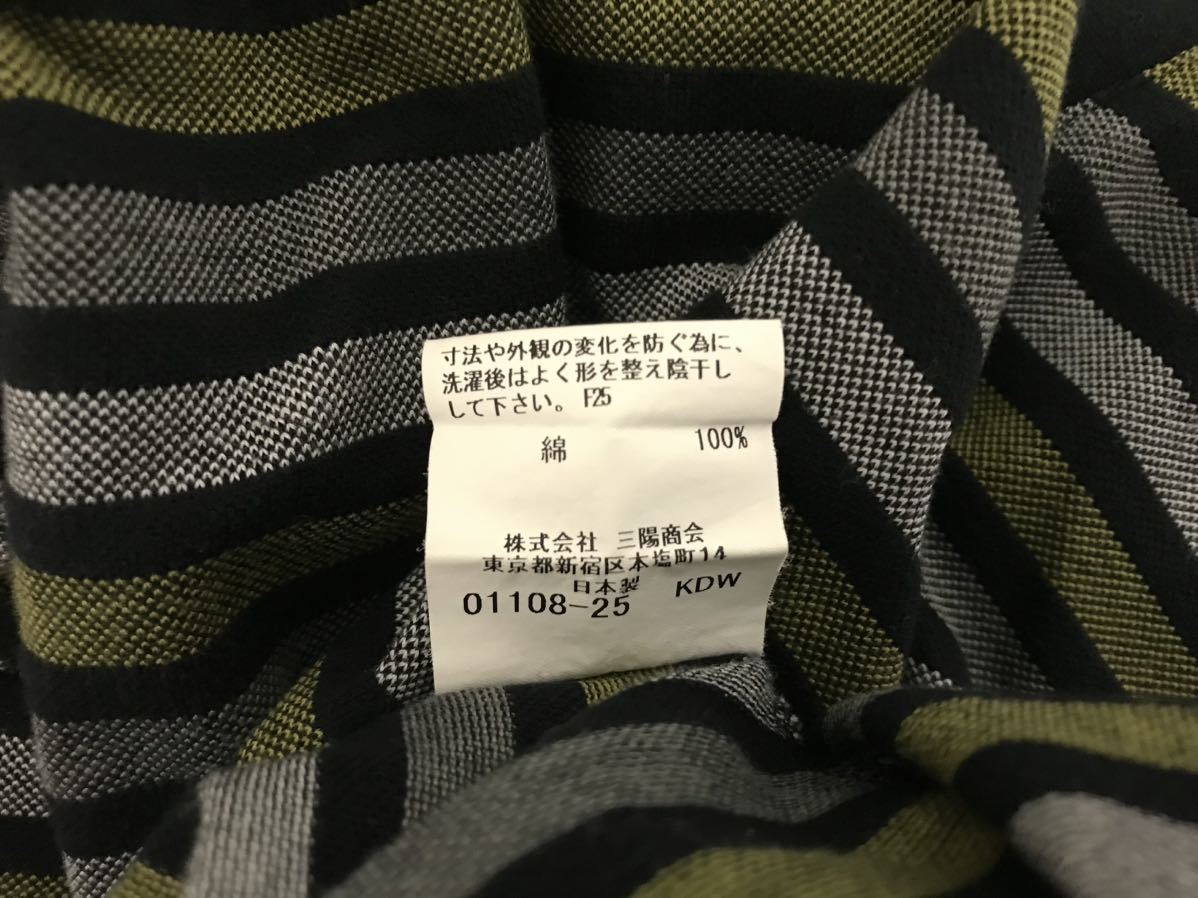 寸法や外観の変化を防ぐ為に、
洗濯後はよく形を整え陰干し
して下さい。 F25
綿 100%
株式会社 三陽商会
東京都新宿区本塩町14
日本製 KDW
01108-25